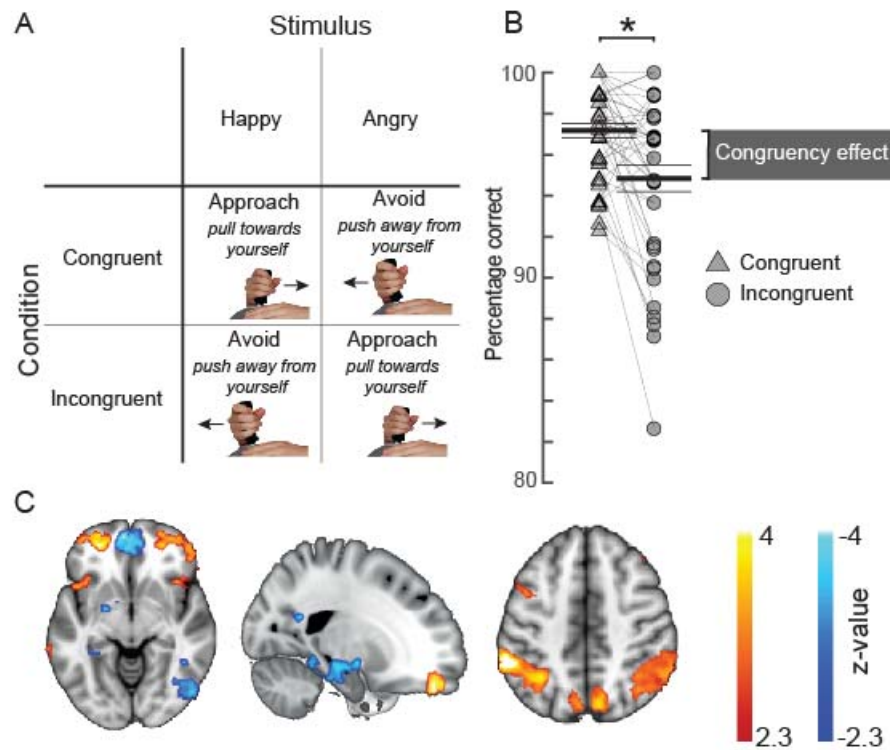 A
Stimulus
Happy
Angry
Condition
Congruent
Approach
pull towards
yourself
Avoid
push away from
yourself
Incongruent
Avoid
push away from
yourself
Approach
pull towards
yourself
B
*
Percentage correct
100
90
80
Congruency effect
Congruent
Incongruent
C
4
2.3
-4
-2.3
z-value